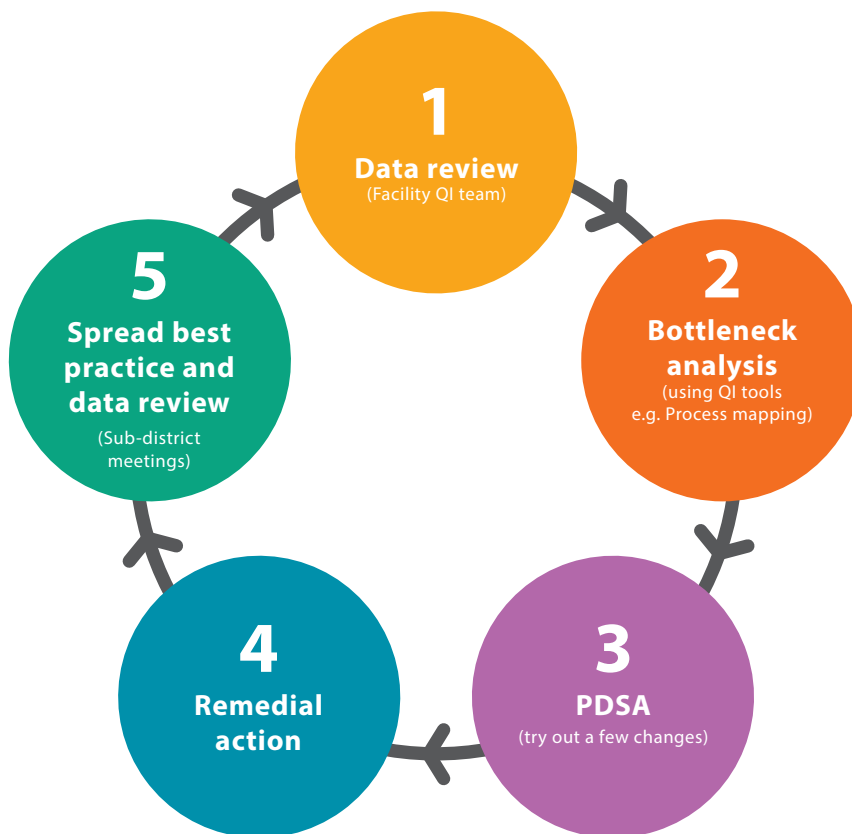 1
Data review
(Facility QI team)
2
Bottleneck
analysis
(using QI tools
e.g. Process mapping)
3
PDSA
(try out a few changes)
4
Remedial
action
5
Spread best
practice and
data review
(Sub-district
meetings)